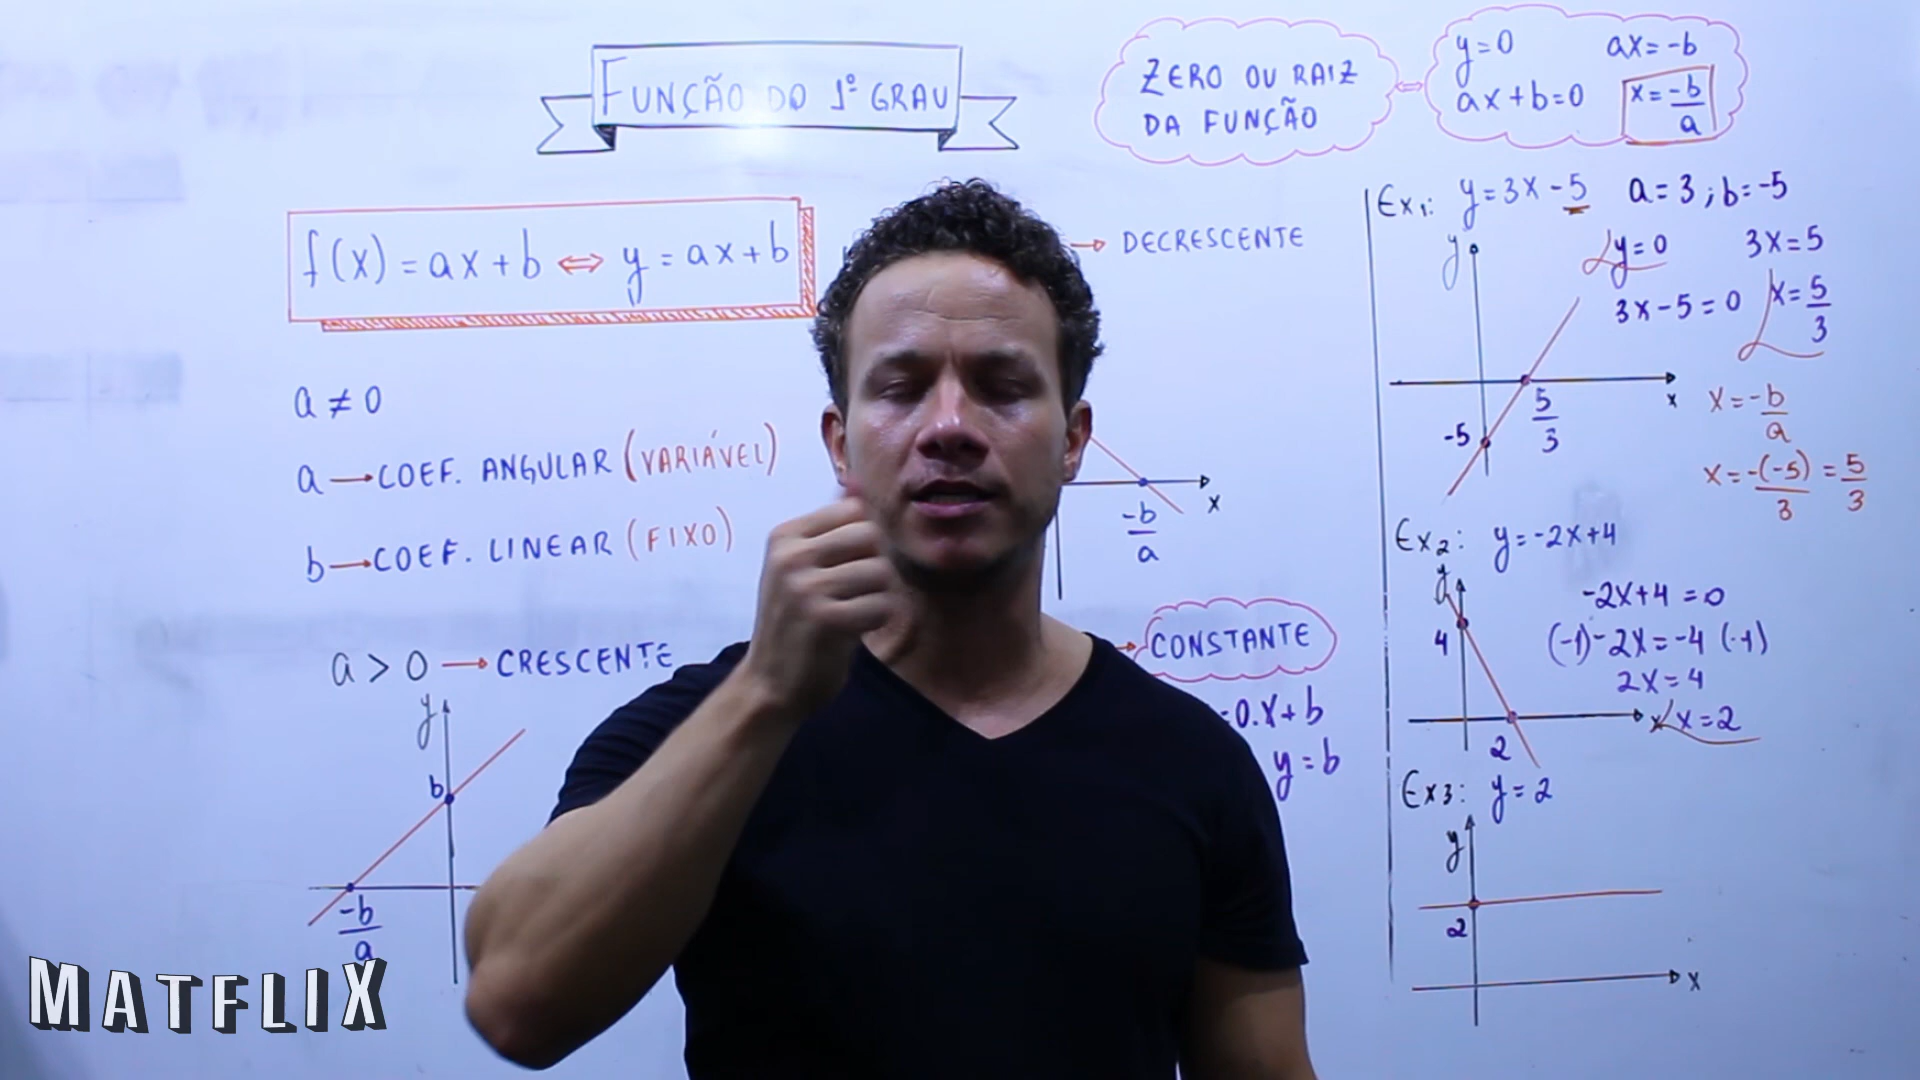 FUNÇÃO DO 1º GRAU
f(x) = ax + b ⇔ y = ax + b
a ≠ 0
a → COEF. ANGULAR (VARIÁVEL)
b → COEF. LINEAR (FIXO)
a > 0 → CRESCENTE
y
b
-b/a
→ DECRESCENTE
x
-b/a
→ CONSTANTE
=0.x+b
y = b
ZERO OU RAIZ
DA FUNÇÃO
⇔
y = 0 ax = -b
ax + b = 0 x = -b/a
Ex1: y = 3x - 5 a = 3 ; b = -5
y y = 0 3x = 5
3x - 5 = 0 x = 5/3
x
5/3
-5
x = -b/a
x = -(-5)/3 = 5/3
Ex2: y = -2x+4
y
-2x+4 = 0
4 (-1) -2x = -4 (-1)
2x = 4
x x = 2
2
Ex3: y = 2
y
2
x
MATFLIX